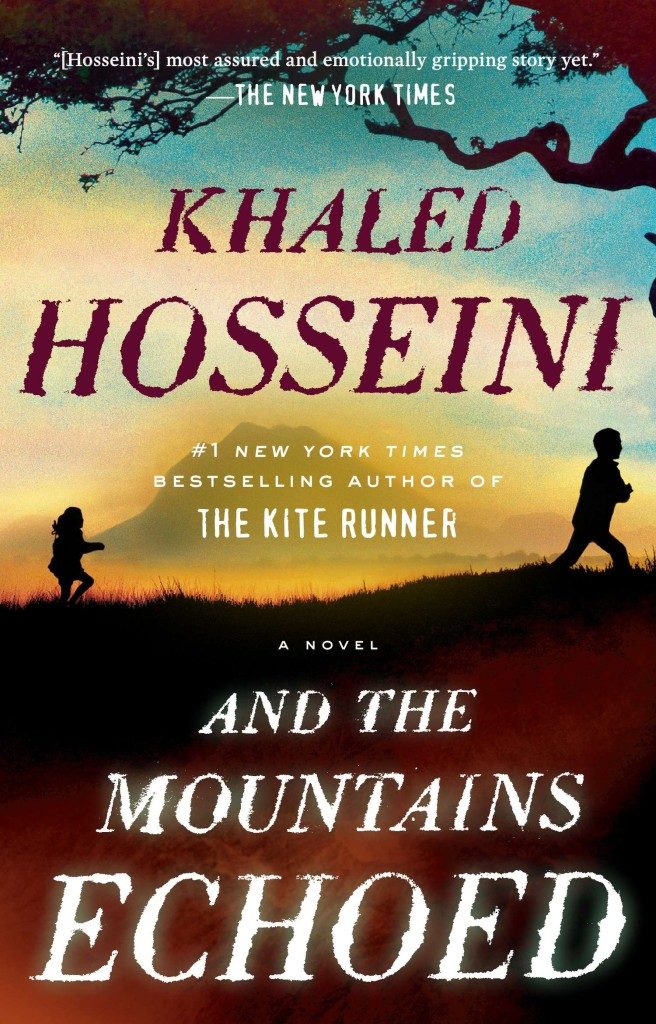 “[Hosseini’s] most assured and emotionally gripping story yet.”
—THE NEW YORK TIMES
KHALED
HOSSEINI
#1 NEW YORK TIMES
BESTSELLING AUTHOR OF
THE KITE RUNNER
A NOVEL
AND THE
MOUNTAINS
ECHOED